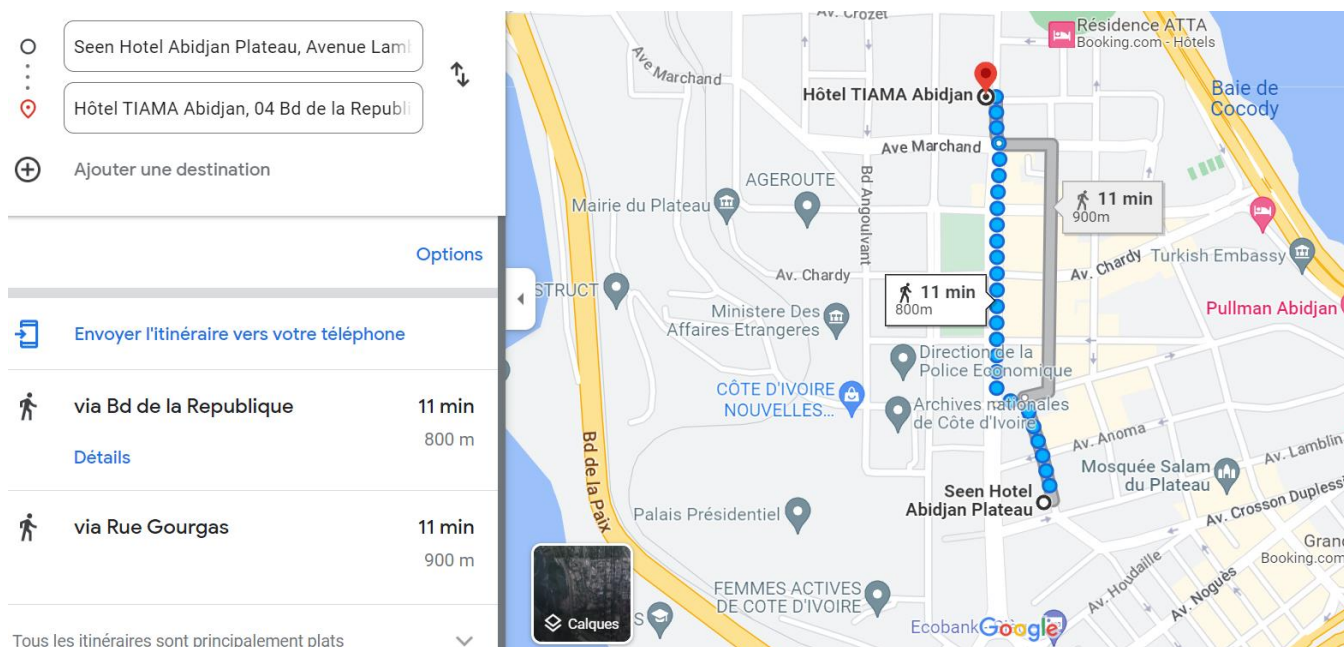 Seen Hotel Abidjan Plateau, Avenue Lam
Hôtel TIAMA Abidjan, 04 Bd de la Republi
Ajouter une destination
Options
Envoyer l'itinéraire vers votre téléphone
via Bd de la Republique
11 min
800 m
Détails
via Rue Gourgas
11 min
900 m
Tous les itinéraires sont principalement plats
Av. Crozet
Résidence ATTA
Booking.com - Hôtels
Ave Marchand
Baie de
Cocody
Hôtel TIAMA Abidjan
Ave Marchand
AGEROUTE
Mairie du Plateau
Bd Angoulvant
11 min
900m
Av. Chardy
Av. Chardy
Turkish Embassy
STRUCT
11 min
800m
Ministere Des
Affaires Etrangeres
Pullman Abidjan
Direction de la
Police Economique
CÔTE D'IVOIRE
NOUVELLES...
Archives nationales
de Côte d'Ivoire
Av. Anoma
Av. Lamblin
Bd de la Paix
Mosquée Salam
du Plateau
Seen Hotel
Abidjan Plateau
Av. Crosson Duplessi
Palais Présidentiel
Gran
Booking.com
Av. Houdaille
Av. Noguès
FEMMES ACTIVES
DE COTE D'IVOIRE
Calques
S
Ecobank
Google